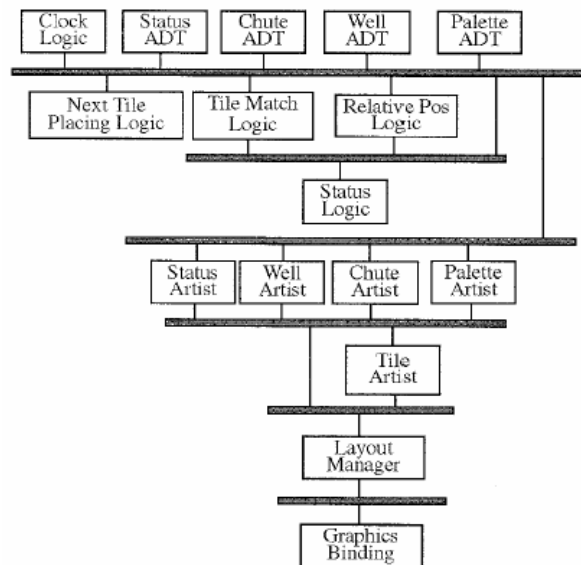 Clock
Logic
Status
ADT
Chute
ADT
Well
ADT
Palette
ADT
Next Tile
Placing Logic
Tile Match
Logic
Relative Pos
Logic
Status
Logic
Status
Artist
Well
Artist
Chute
Artist
Palette
Artist
Tile
Artist
Layout
Manager
Graphics
Binding